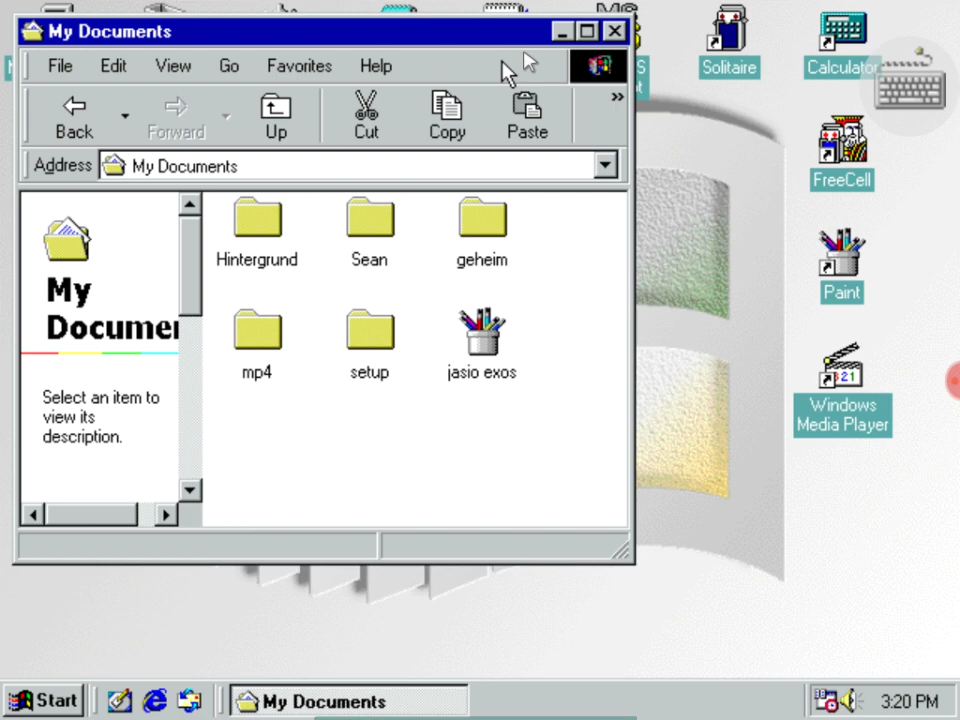 My Documents
File Edit View Go Favorites Help
Back Forward Up Cut Copy Paste
Address My Documents
My
Documen
Select an item to
view its
description.
Hintergrund Sean geheim
mp4 setup jasio exos
MS
Solitaire
Calculator
FreeCell
Paint
Windows
Media Player
Start My Documents 3:20 PM